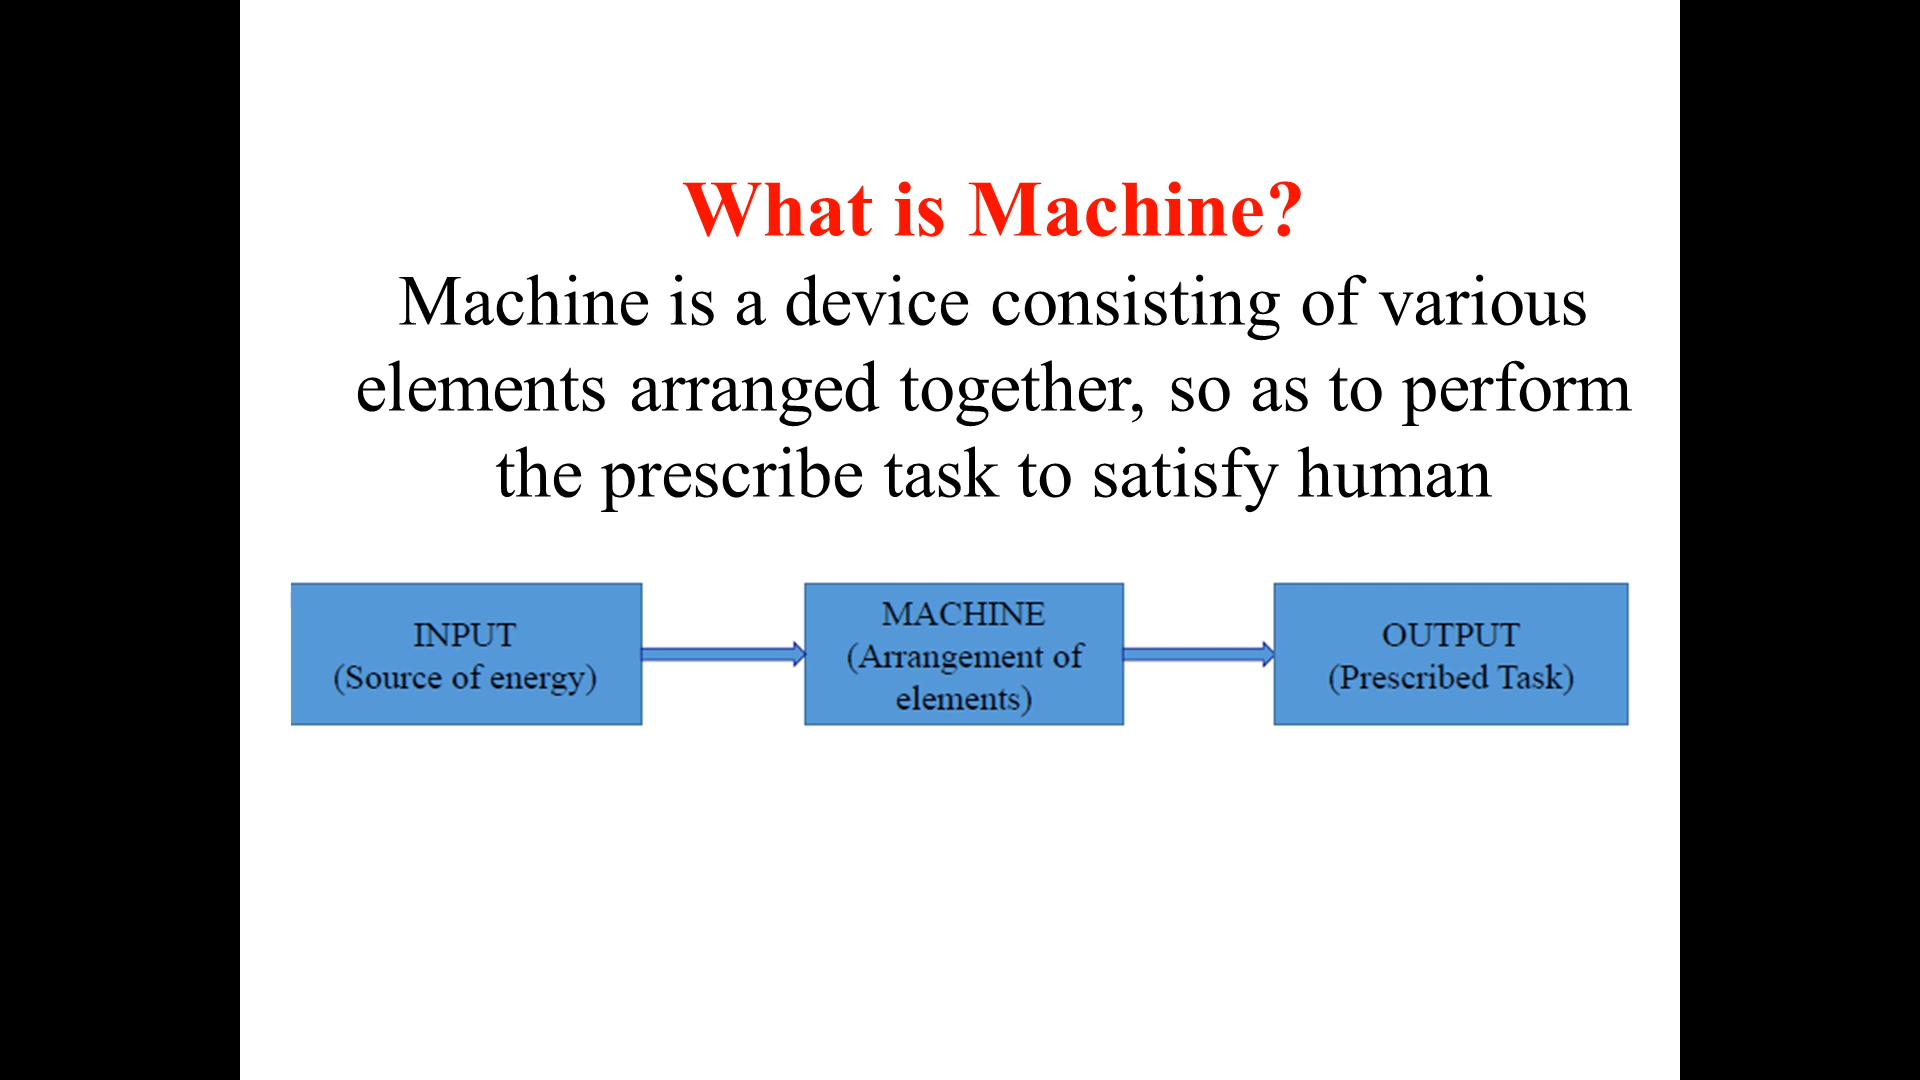 What is Machine?
Machine is a device consisting of various
elements arranged together, so as to perform
the prescribe task to satisfy human
INPUT
(Source of energy)
MACHINE
(Arrangement of
elements)
OUTPUT
(Prescribed Task)